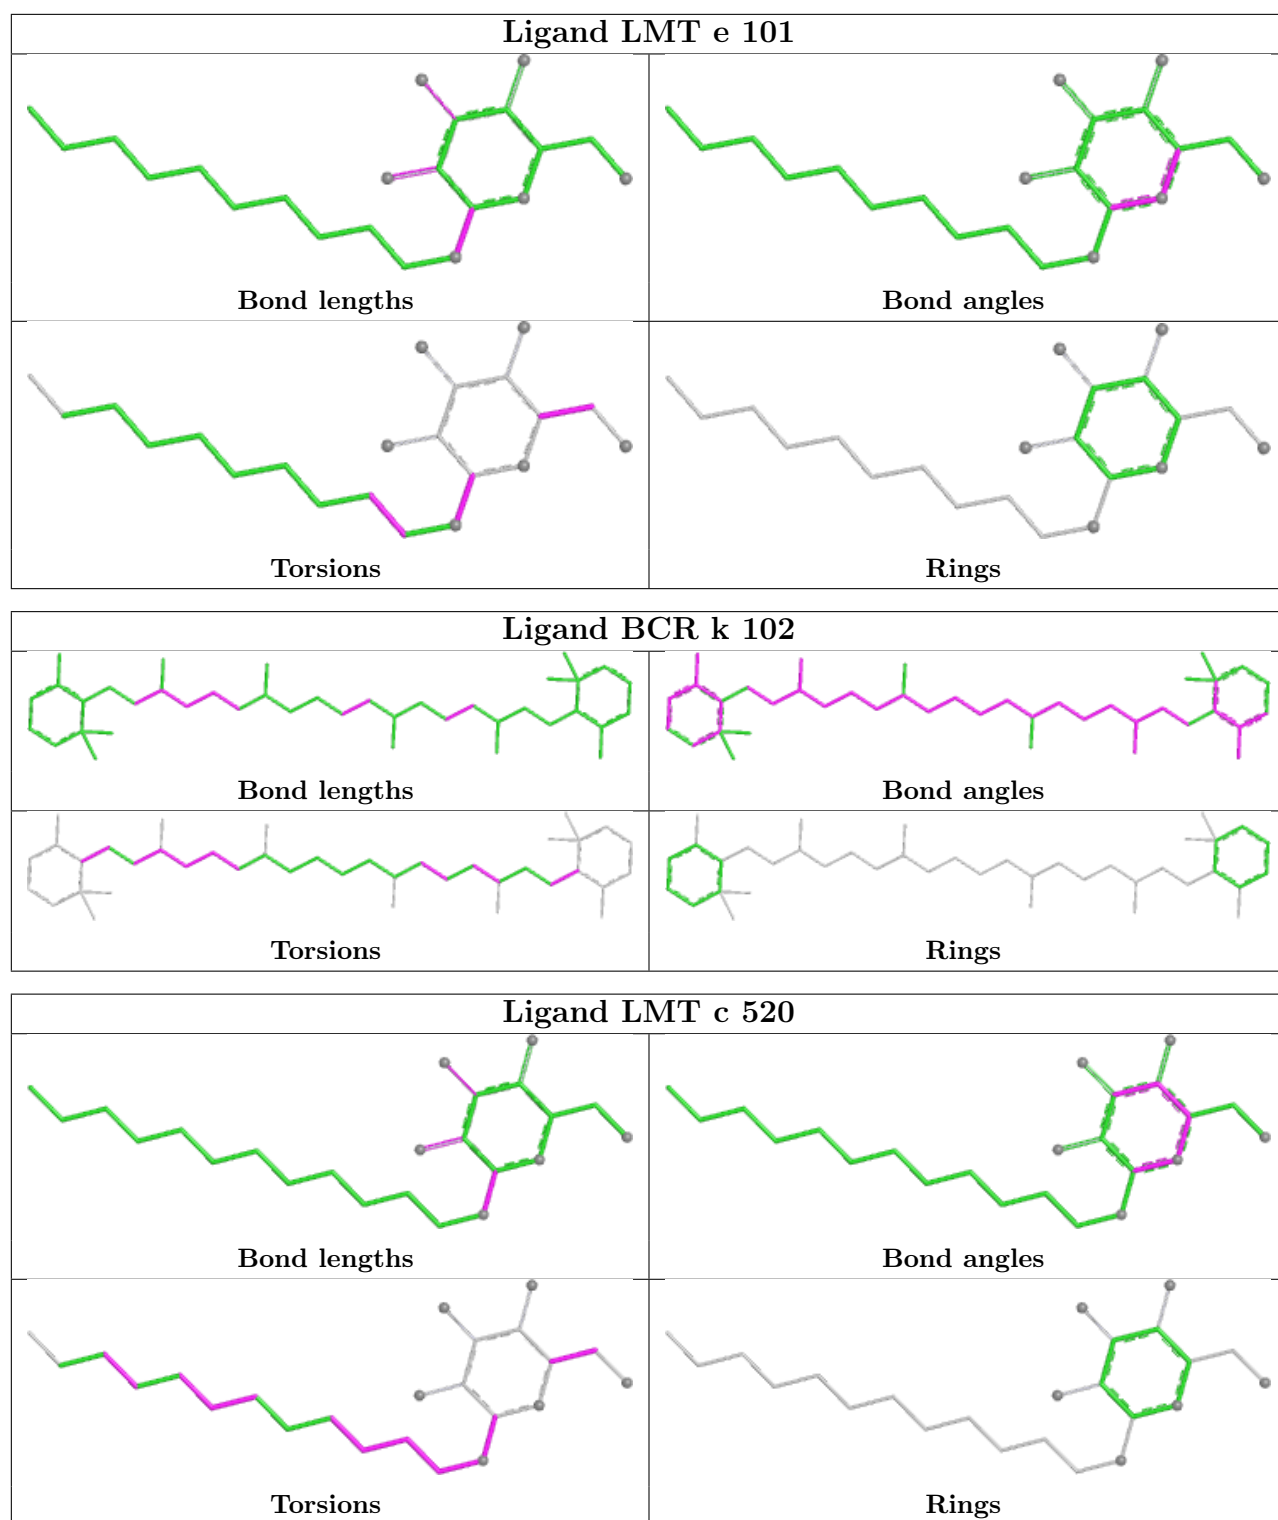 Ligand LMT e 101
Bond lengths
Bond angles
Torsions
Rings
Ligand BCR k 102
Bond lengths
Bond angles
Torsions
Rings
Ligand LMT c 520
Bond lengths
Bond angles
Torsions
Rings